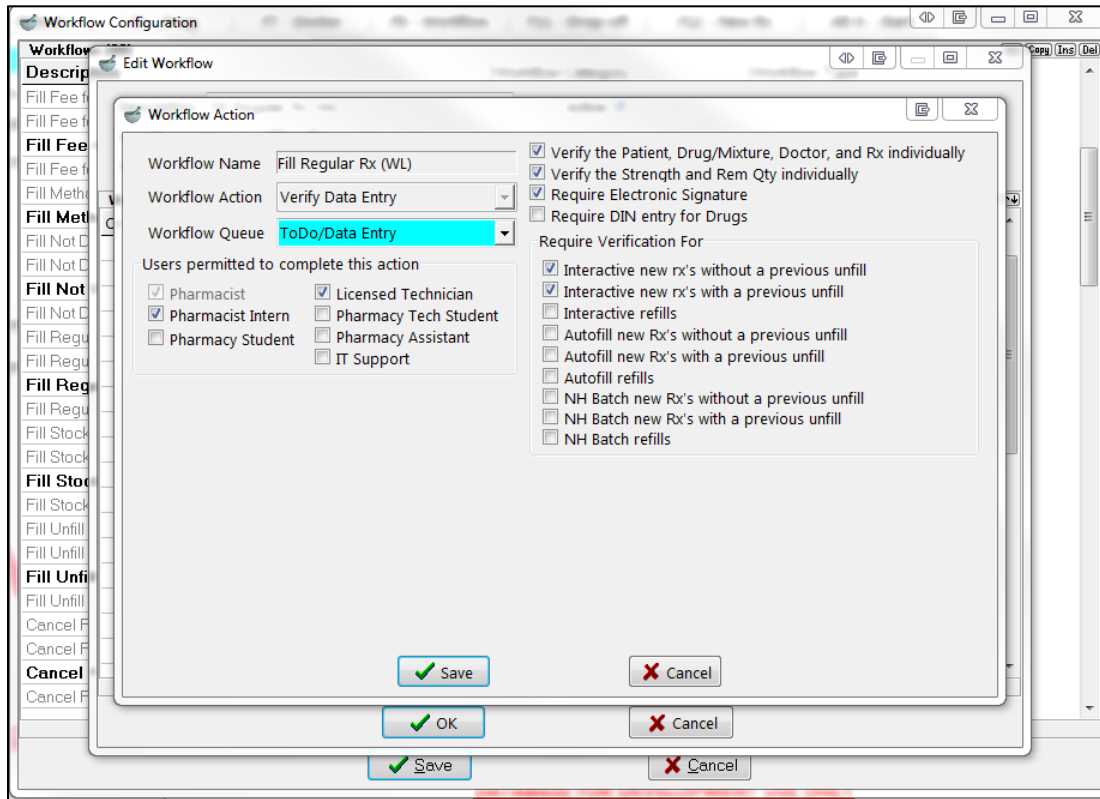 Workflow Configuration
Workflow
Copy Ins Del
Descrip
Edit Workflow
Fill Fee f
Fill Fee f
Fill Fee
Fill Fee f
Fill Meth
Fill Met
Fill Not D
Fill Not D
Fill Not
Fill Not D
Fill Regu
Fill Regu
Fill Reg
Fill Regu
Fill Stock
Fill Stock
Fill Sto
Fill Stock
Fill Unfill
Fill Unfill
Fill Unfi
Fill Unfill
Cancel F
Cancel F
Cancel
Cancel F
Workflow Action
Workflow Name Fill Regular Rx (WL)
Workflow Action Verify Data Entry
Workflow Queue ToDo/Data Entry
Users permitted to complete this action
Pharmacist Licensed Technician
Pharmacist Intern Pharmacy Tech Student
Pharmacy Student Pharmacy Assistant
IT Support
Verify the Patient, Drug/Mixture, Doctor, and Rx individually
Verify the Strength and Rem Qty individually
Require Electronic Signature
Require DIN entry for Drugs
Require Verification For
Interactive new rx's without a previous unfill
Interactive new rx's with a previous unfill
Interactive refills
Autofill new Rx's without a previous unfill
Autofill new Rx's with a previous unfill
Autofill refills
NH Batch new Rx's without a previous unfill
NH Batch new Rx's with a previous unfill
NH Batch refills
Save Cancel
OK Cancel
Save Cancel